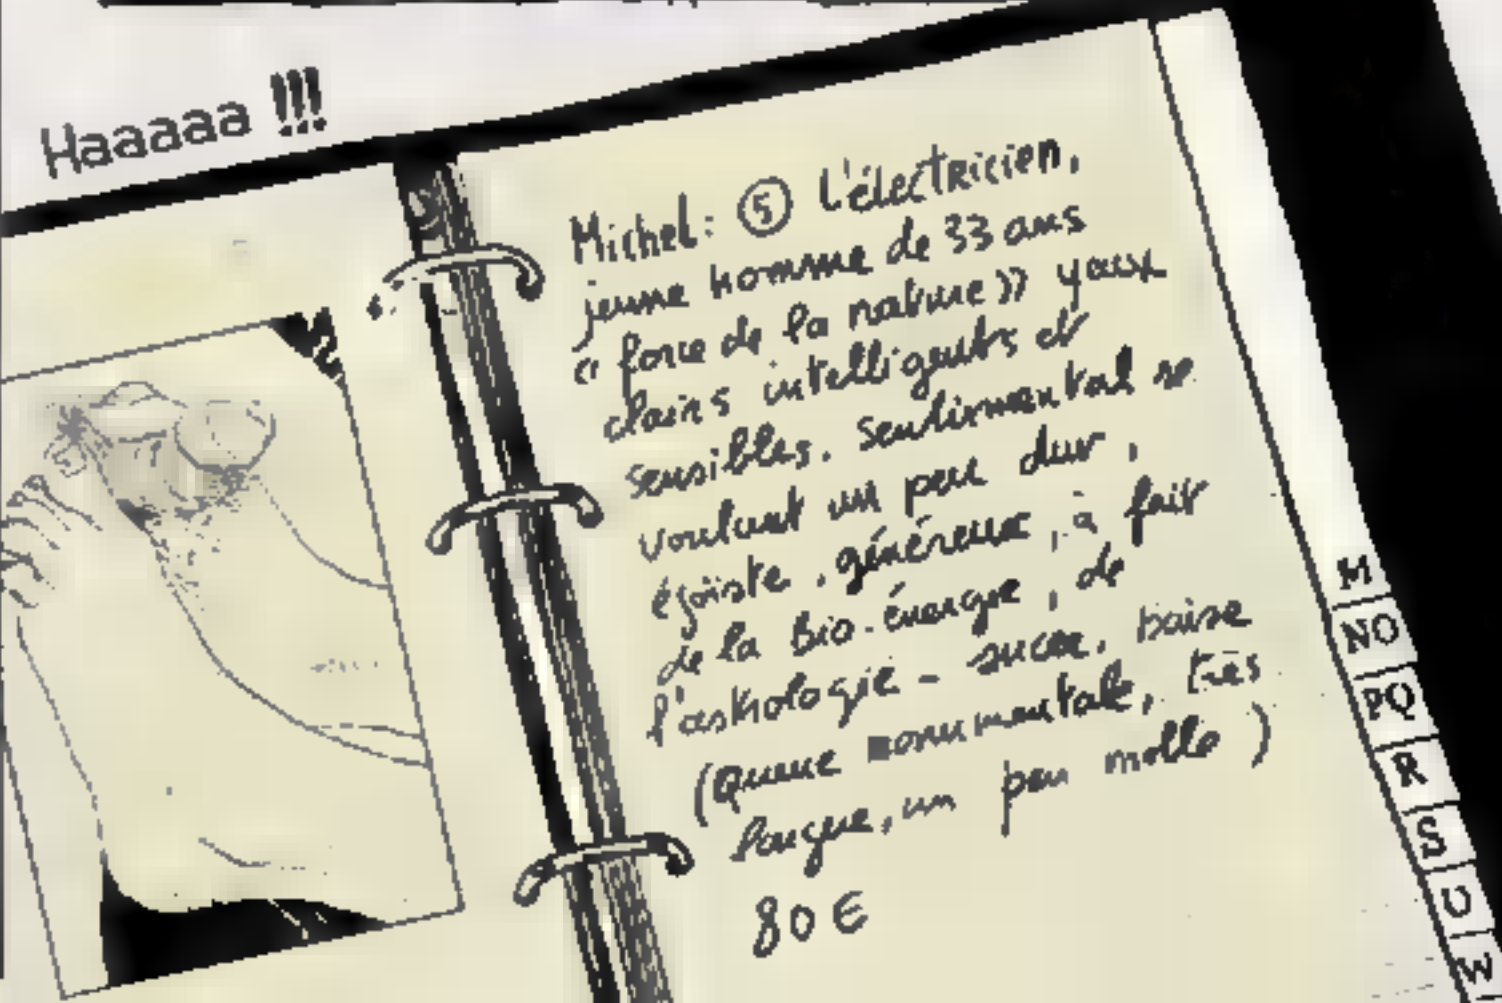 Haaaaa !!!
Michel: ⑤ L'électricien,
jeune homme de 33 ans
« force de la nature » yeux
clairs intelligents et
sensibles. Sentimental se
voulant un peu dur,
égoïste, généreux, à fait
de la bio-énergie, de
l'astrologie - suce, baise
(queue monumentale, très
longue, un peu molle)
80 €
M
NO
PQ
R
S
U
W